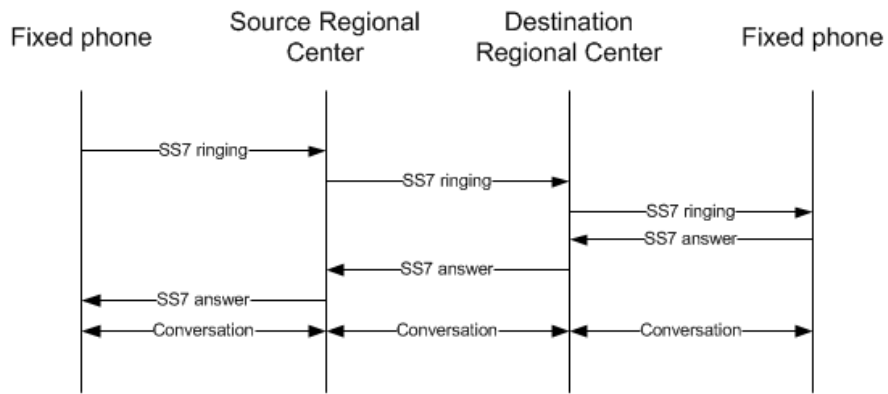 Fixed phone
Source Regional
Center
Destination
Regional Center
Fixed phone
SS7 ringing
SS7 ringing
SS7 ringing
SS7 answer
SS7 answer
SS7 answer
Conversation
Conversation
Conversation